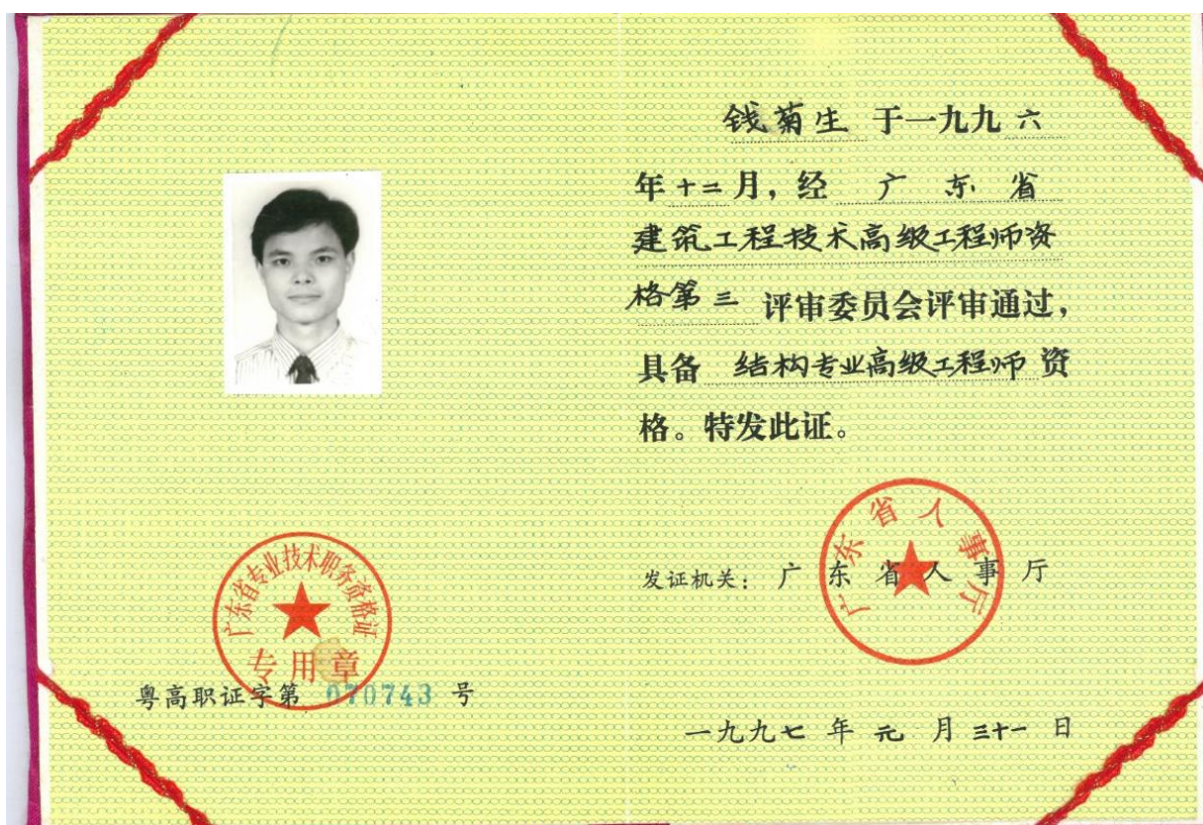 广东省专业技术职务资格证
专用章
粤高职证字第 070743 号
钱菊生 于一九九六
年十二月，经 广东省
建筑工程技术高级工程师资
格第三 评审委员会评审通过，
具备 结构专业高级工程师 资
格。特发此证。
广东省人事厅
发证机关：广东省人事厅
一九九七年元月三十一日